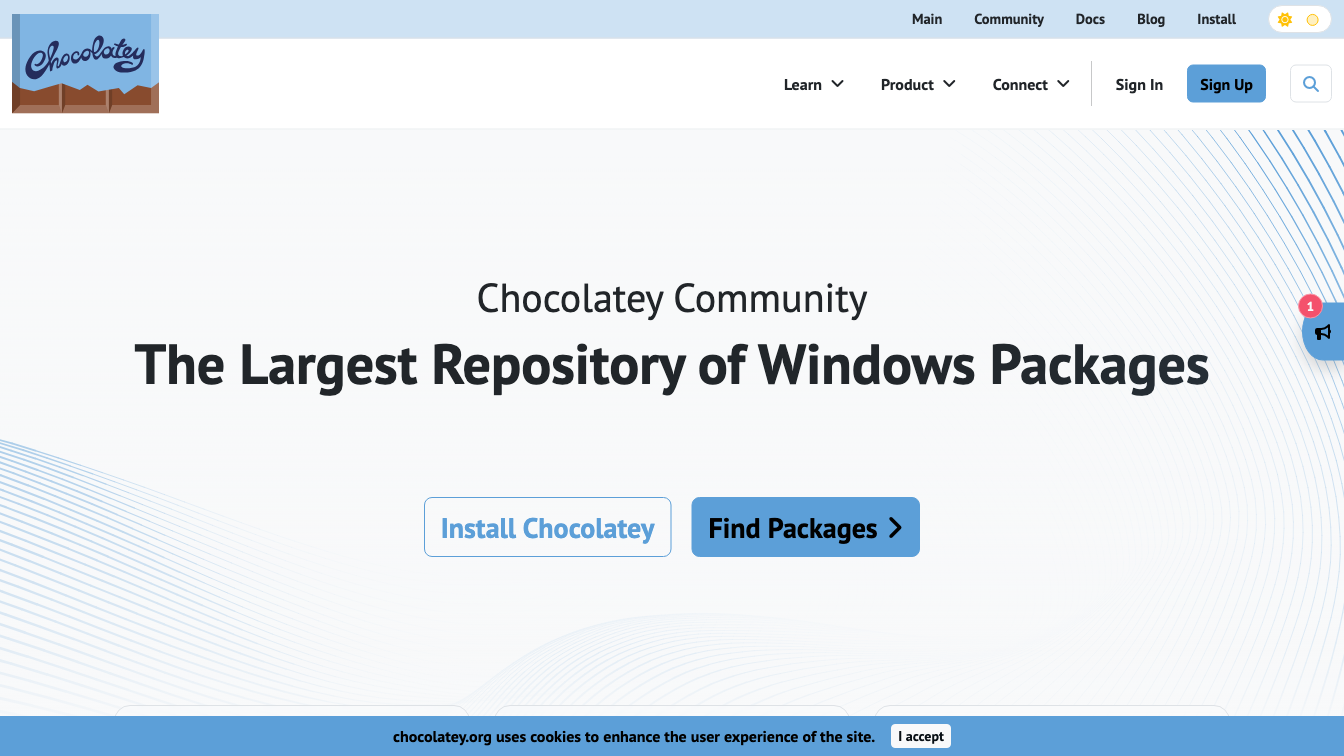 Main Community Docs Blog Install
Chocolatey
Learn Product Connect Sign In Sign Up
Chocolatey Community
1
The Largest Repository of Windows Packages
Install Chocolatey Find Packages
chocolatey.org uses cookies to enhance the user experience of the site. I accept